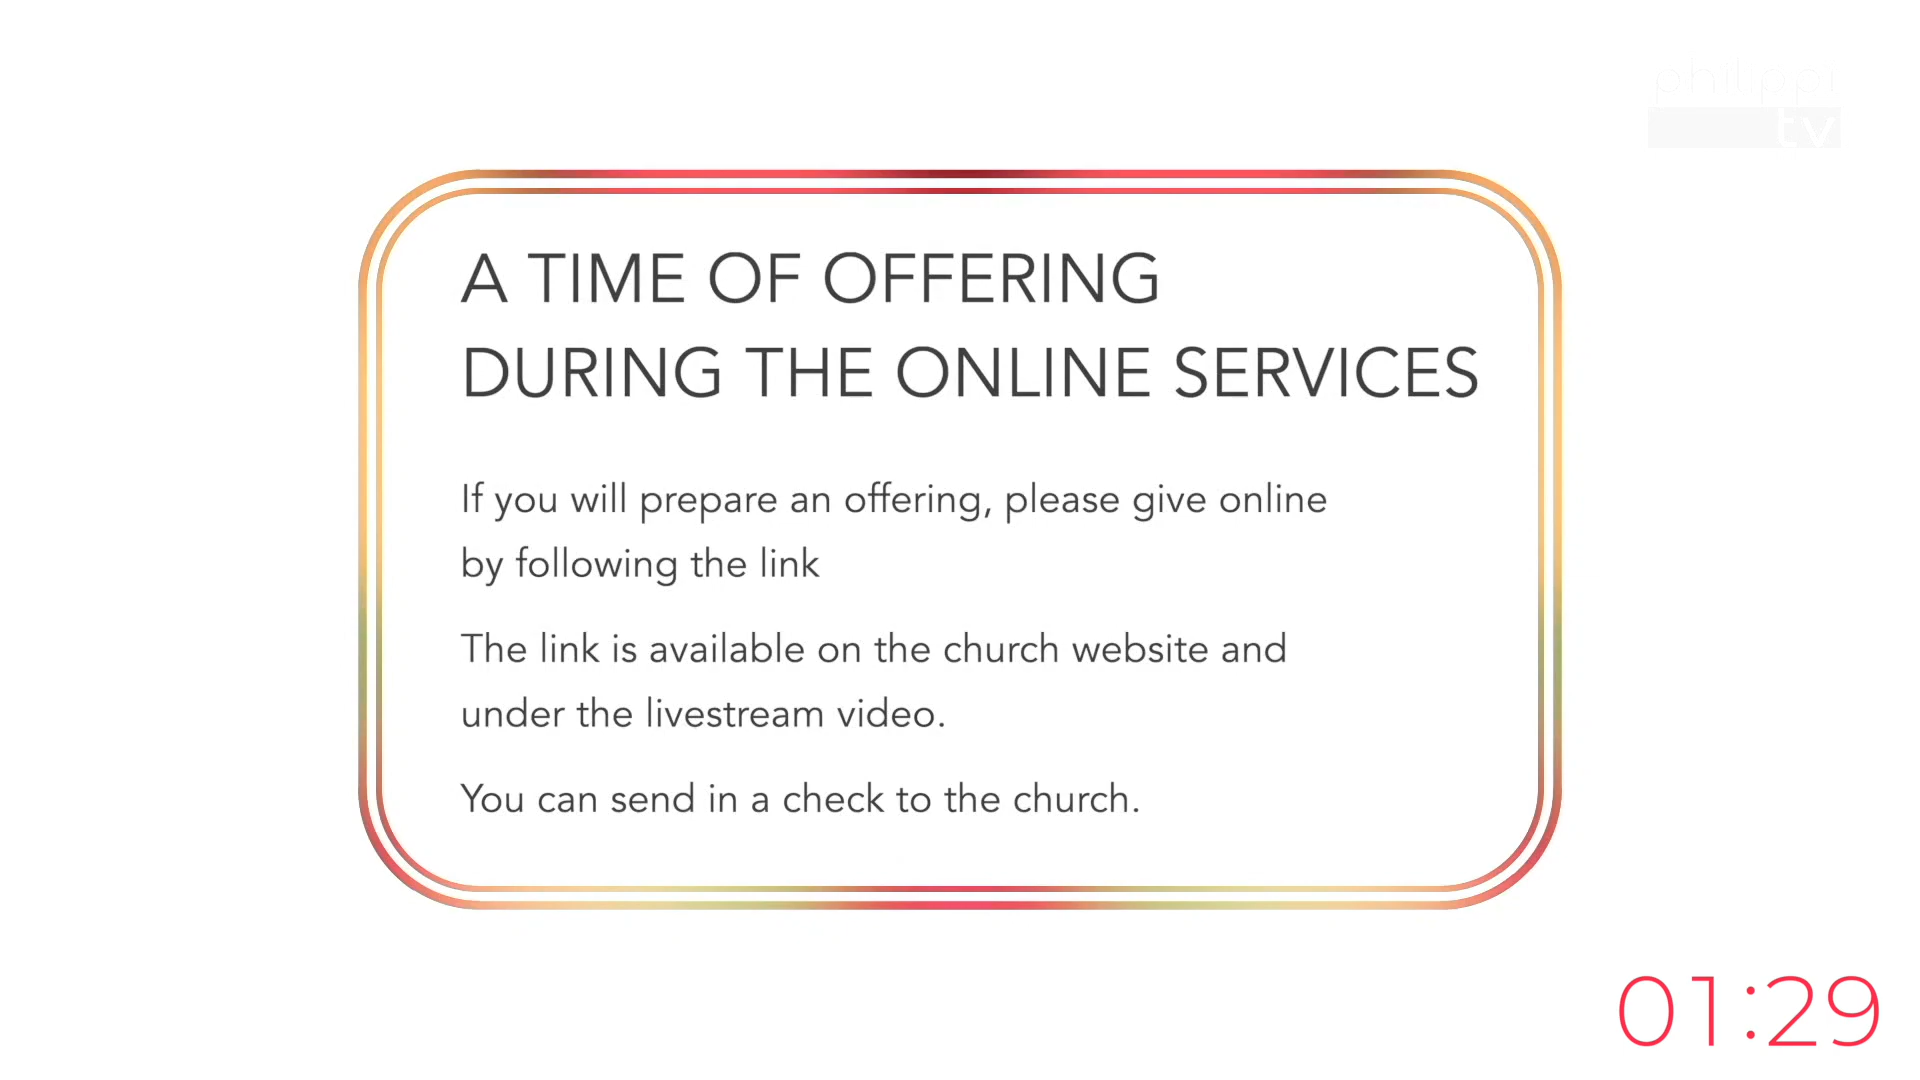 philippi
tv
A TIME OF OFFERING
DURING THE ONLINE SERVICES
If you will prepare an offering, please give online
by following the link
The link is available on the church website and
under the livestream video.
You can send in a check to the church.
01:29